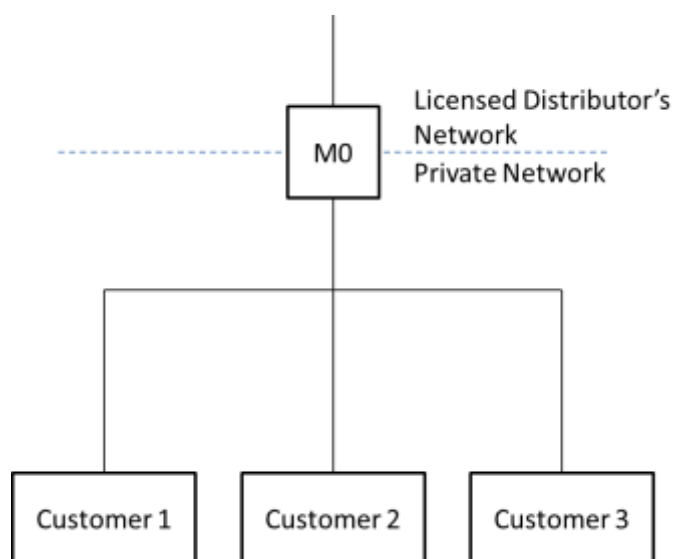 Licensed Distributor's
Network
M0
Private Network
Customer 1
Customer 2
Customer 3